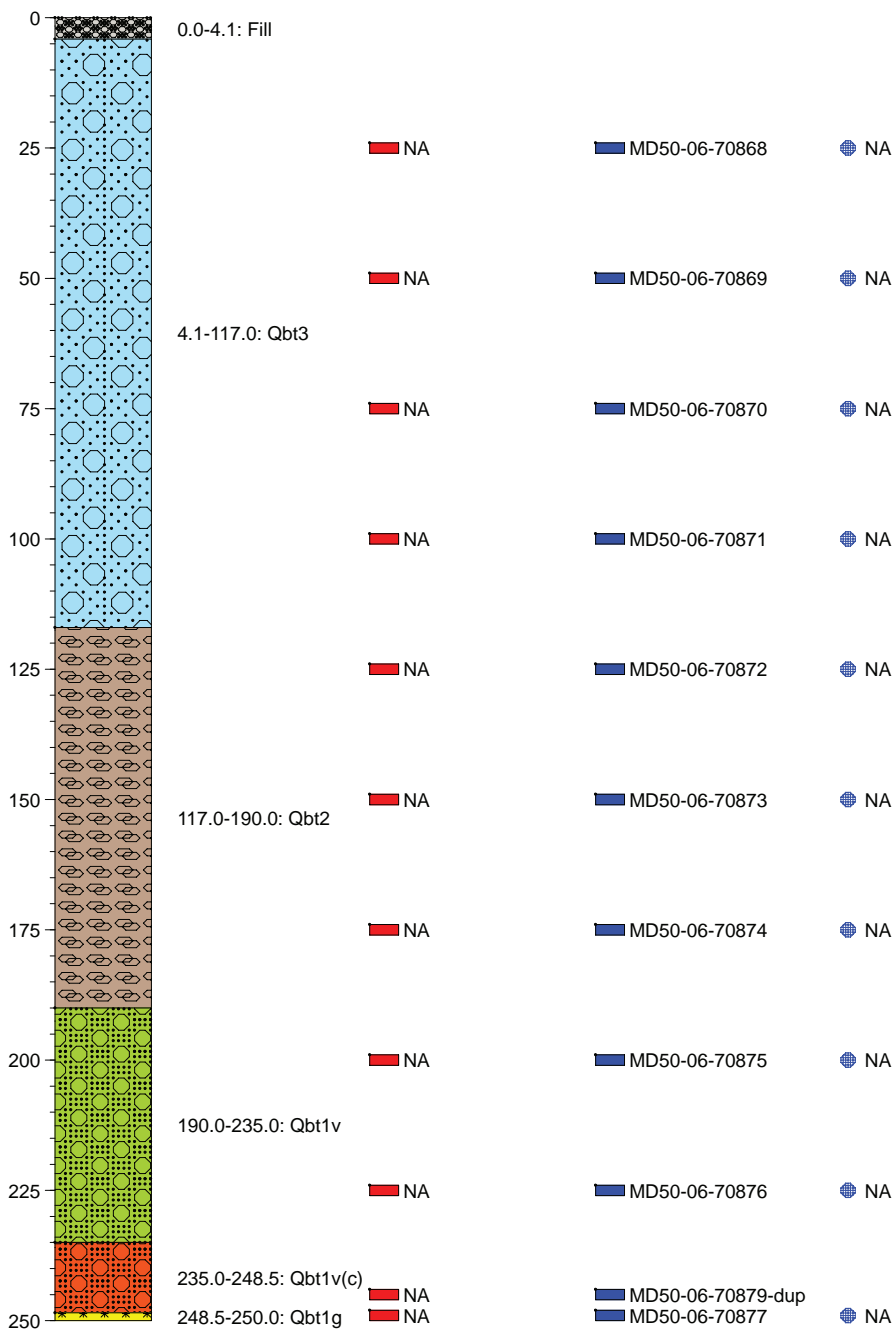 0
0.0-4.1: Fill
25 NA MD50-06-70868 NA
50 NA MD50-06-70869 NA
4.1-117.0: Qbt3
75 NA MD50-06-70870 NA
100 NA MD50-06-70871 NA
125 NA MD50-06-70872 NA
150 NA MD50-06-70873 NA
117.0-190.0: Qbt2
175 NA MD50-06-70874 NA
200 NA MD50-06-70875 NA
190.0-235.0: Qbt1v
225 NA MD50-06-70876 NA
235.0-248.5: Qbt1v(c)
NA MD50-06-70879-dup
250 248.5-250.0: Qbt1g NA MD50-06-70877 NA